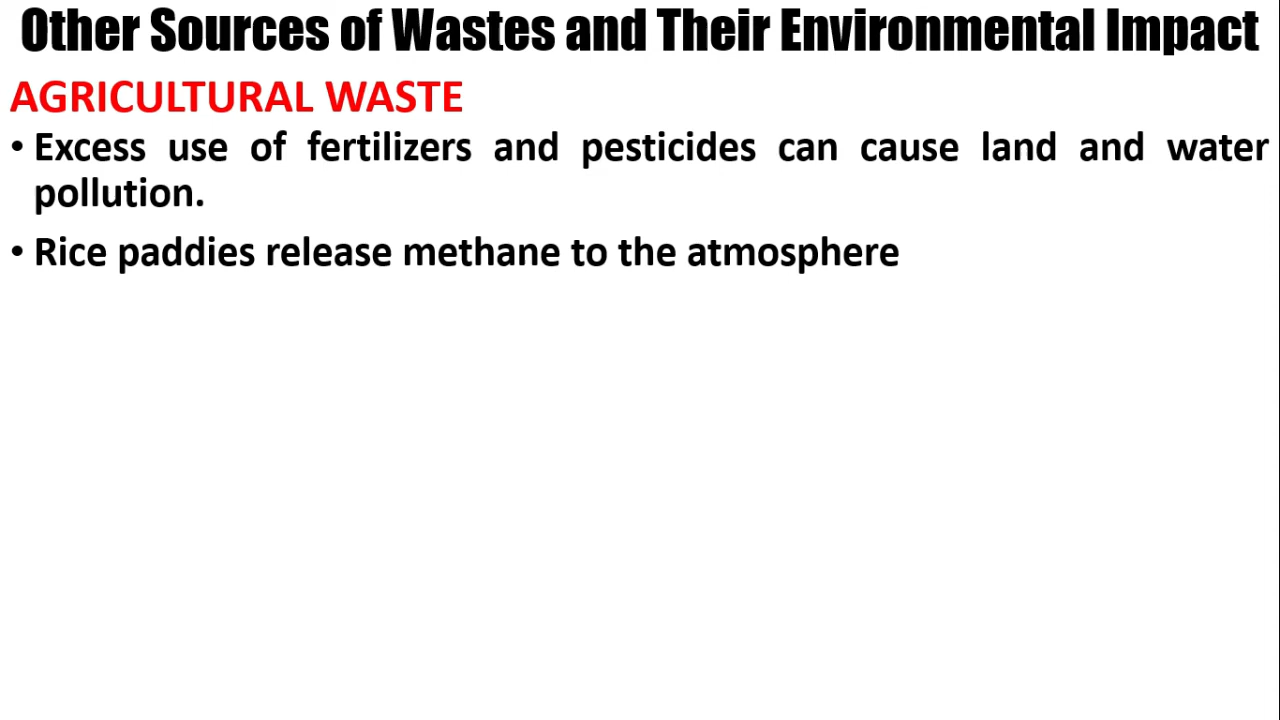 Other Sources of Wastes and Their Environmental Impact
AGRICULTURAL WASTE
• Excess use of fertilizers and pesticides can cause land and water
pollution.
• Rice paddies release methane to the atmosphere